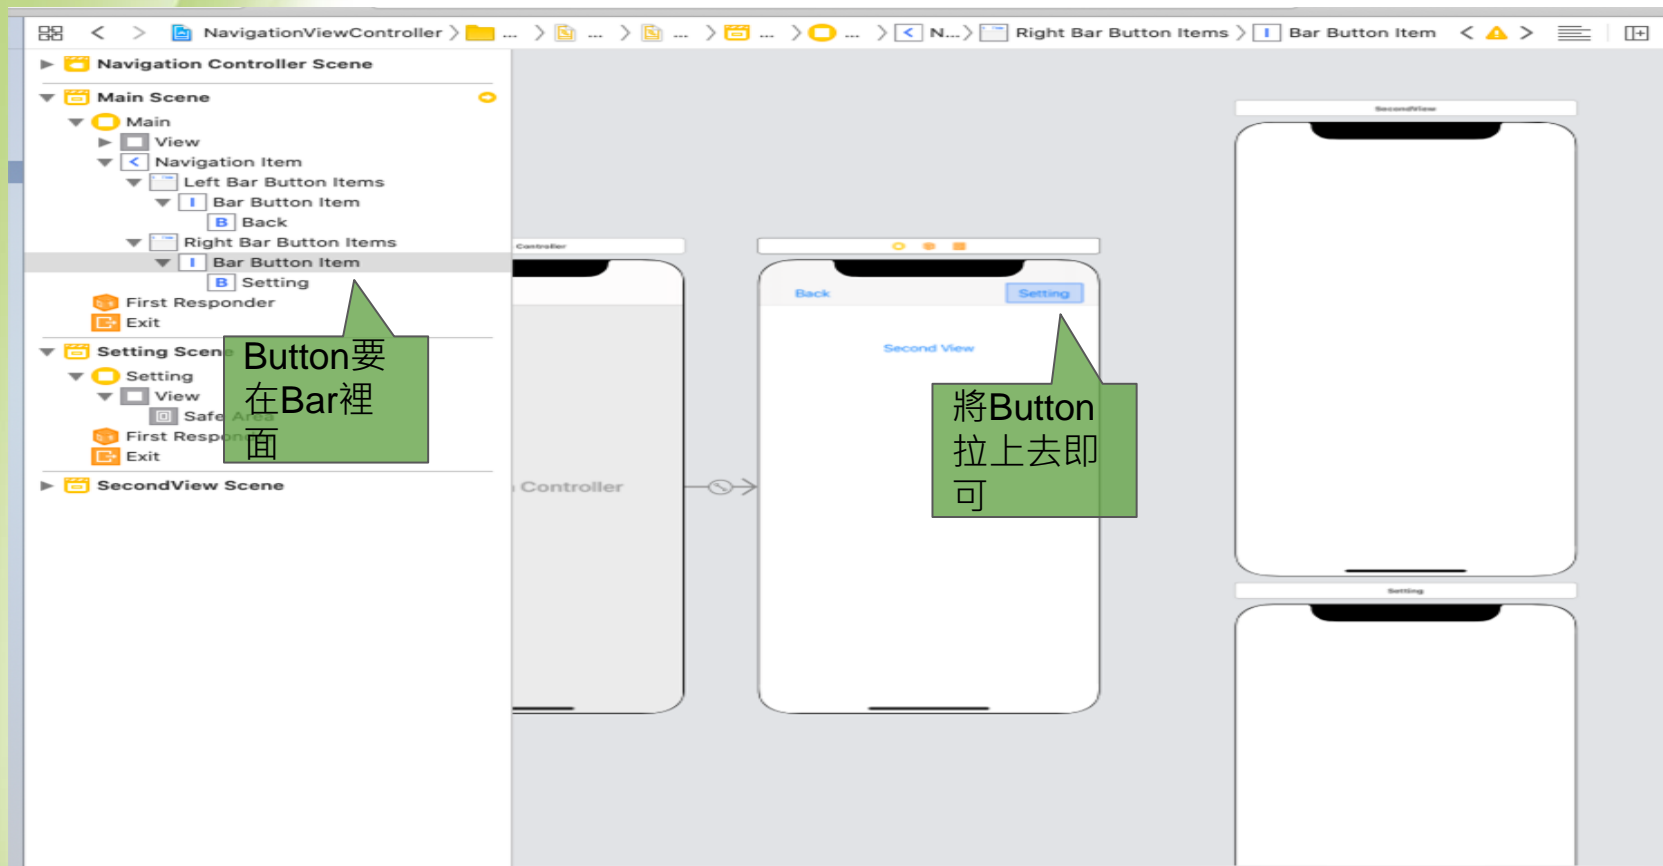 NavigationViewController ... ... ... ... ... N... Right Bar Button Items Bar Button Item
Navigation Controller Scene
Main Scene
Main
View
Navigation Item
Left Bar Button Items
Bar Button Item
B Back
Right Bar Button Items
Bar Button Item
B Setting
First Responder
Exit
Setting Scene
Setting
View
Safe Area
First Respon
Exit
SecondView Scene
Button要
在Bar裡
面
Controller
Controller
Back
Setting
Second View
將Button
拉上去即
可
SecondView
Setting